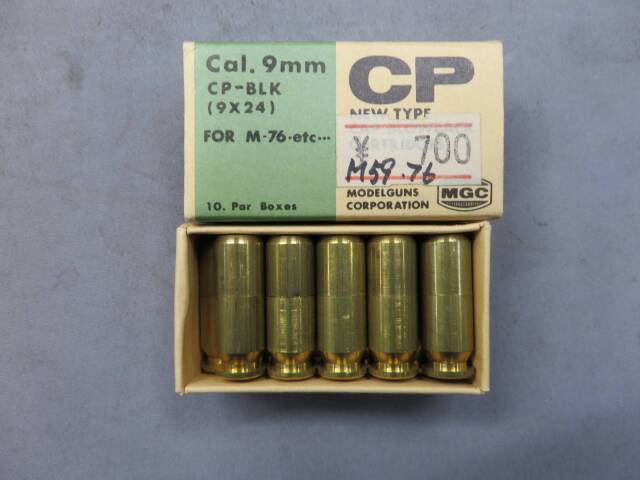 Cal. 9mm
CP-BLK
(9X24)
FOR M-76·etc···
10. Par Boxes
CP
NEW TYPE
¥ 700
M59.76
MODELGUNS
CORPORATION
MGC